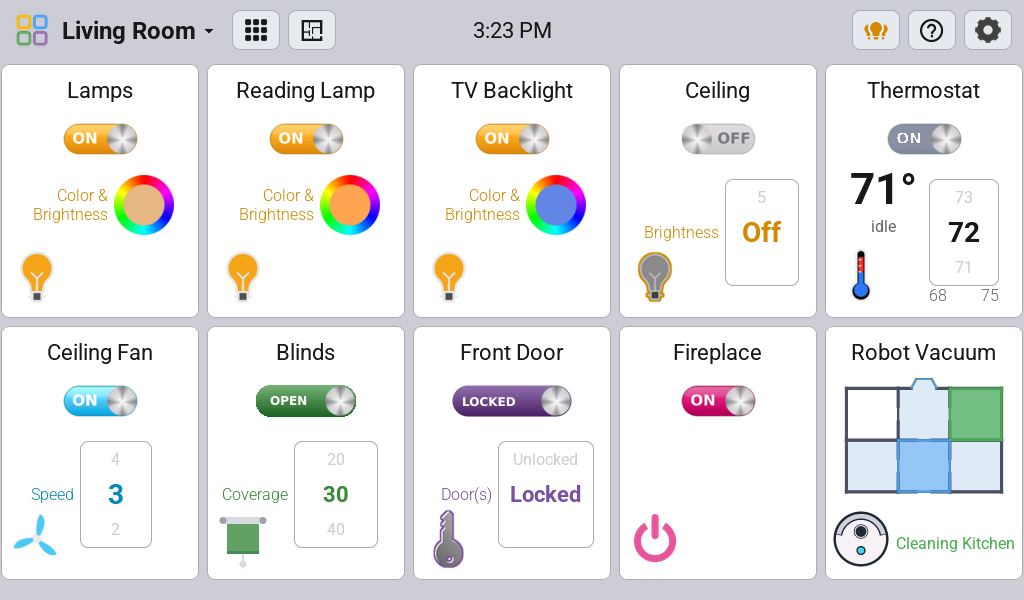 Living Room
3:23 PM
Lamps
ON
Color &
Brightness
Reading Lamp
ON
Color &
Brightness
TV Backlight
ON
Color &
Brightness
Ceiling
OFF
Brightness
5
Off
Thermostat
ON
71°
idle
73
72
71
68 75
Ceiling Fan
ON
Speed
4
3
2
Blinds
OPEN
Coverage
20
30
40
Front Door
LOCKED
Door(s)
Unlocked
Locked
Fireplace
ON
Robot Vacuum
Cleaning Kitchen